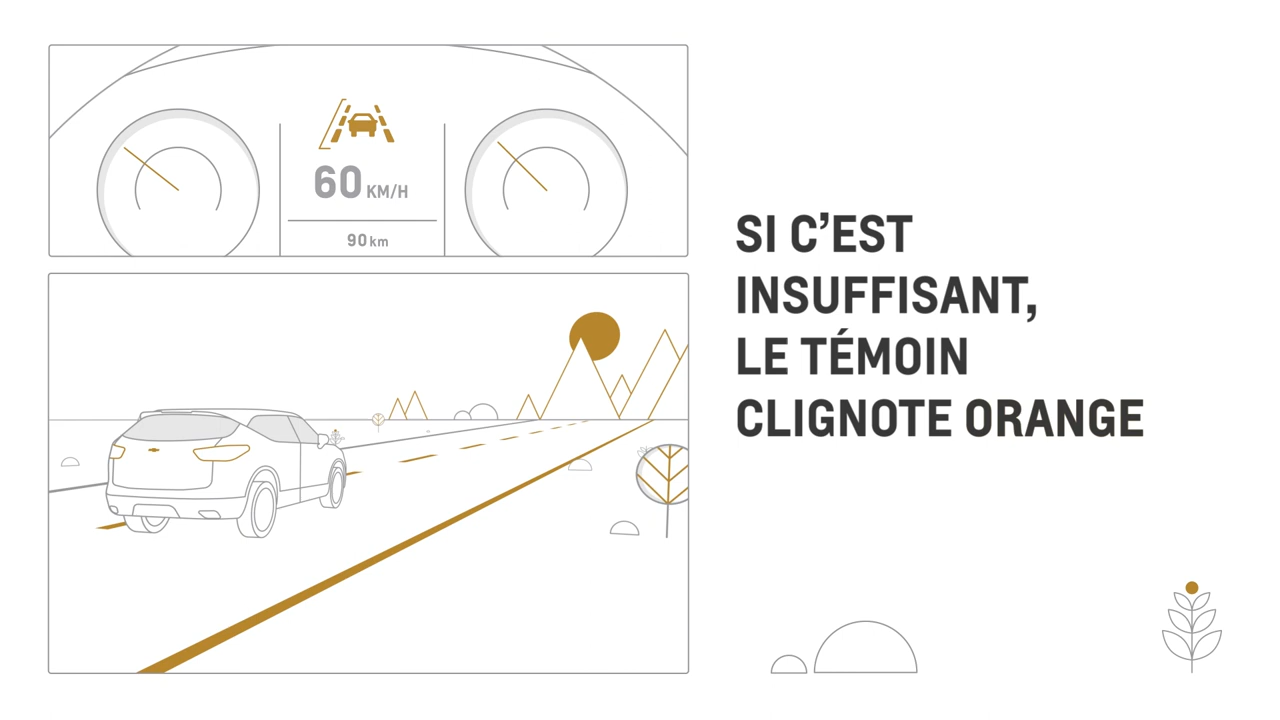 60 KM/H
90 km
SI C’EST
INSUFFISANT,
LE TÉMOIN
CLIGNOTE ORANGE